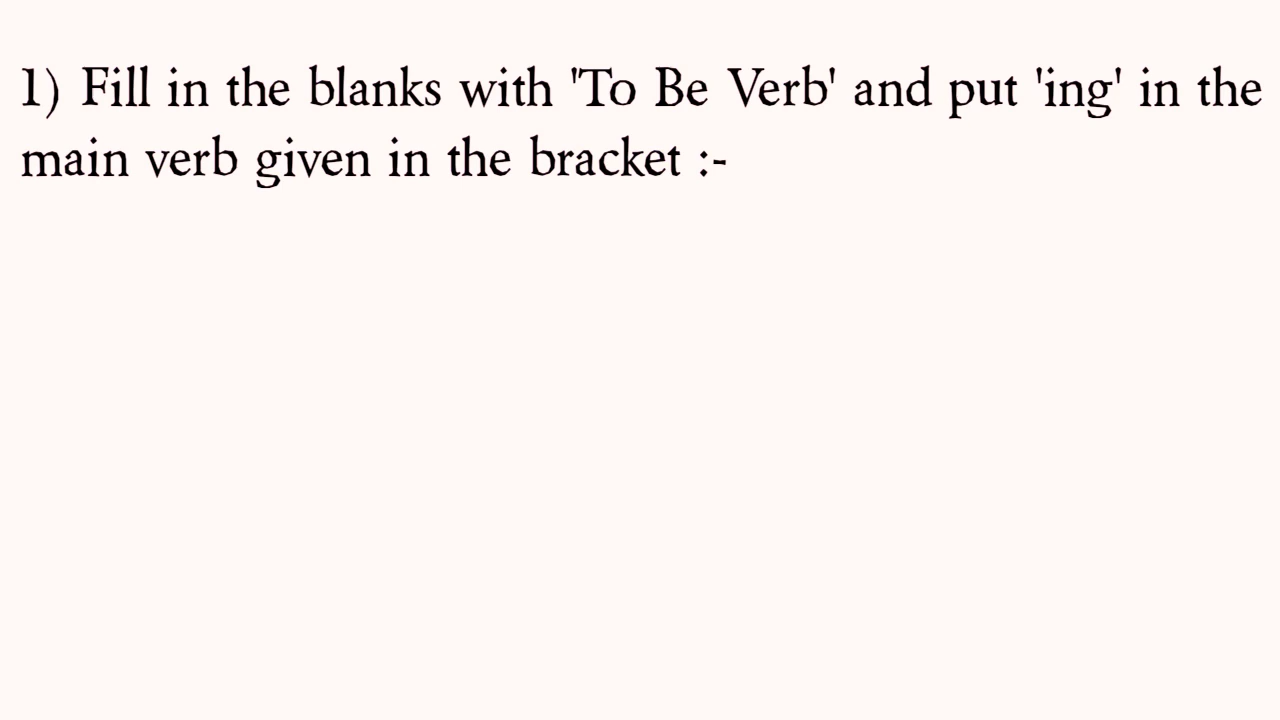 1) Fill in the blanks with 'To Be Verb' and put 'ing' in the
main verb given in the bracket :-